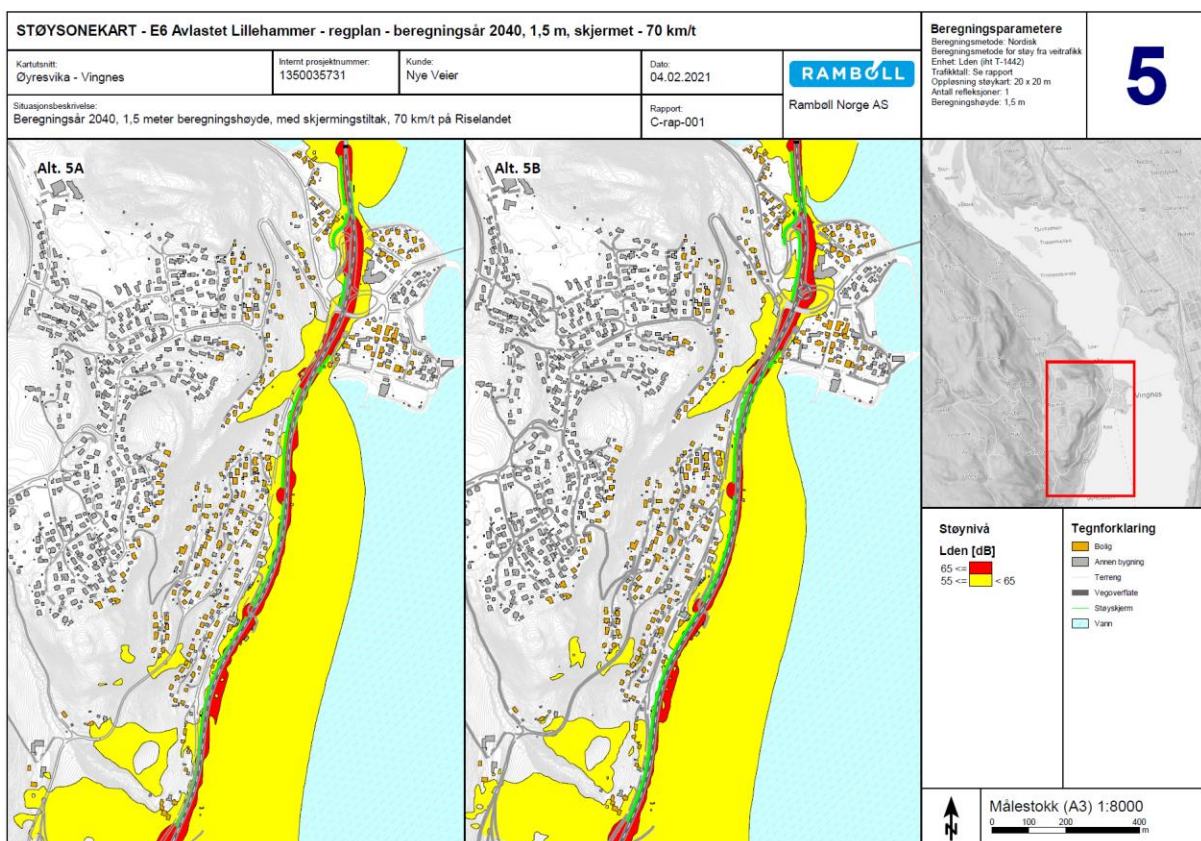 STØYSONEKART - E6 Avlastet Lillehammer - regplan - beregningsår 2040, 1,5 m, skjermet - 70 km/t
Kartutsnitt:
Øyresvika - Vingnes
Internt prosjektnummer:
1350035731
Kunde:
Nye Veier
Dato:
04.02.2021
RAMBOLL
Rambøll Norge AS
Situasjonsbeskrivelse:
Beregningsår 2040, 1,5 meter beregningshøyde, med skjermingstiltak, 70 km/t på Riselandet
Rapport:
C-rap-001
Beregningsparametere
Beregningsmetode: Nordisk
Beregningsmetode for støy fra veitrafikk
Enhet: Lden (iht T-1442)
Trafikktall: Se rapport
Oppløsning støykart: 20 x 20 m
Antall refleksjoner: 1
Beregningshøyde: 1,5 m
5
Alt. 5A
Alt. 5B
Vingnes
Støynivå
Lden [dB]
65 <=
55 <= < 65
Tegnforklaring
Bolig
Annen bygning
Terreng
Vegoverflate
Støyskjerm
Vann
N
Målestokk (A3) 1:8000
0 100 200 400
m